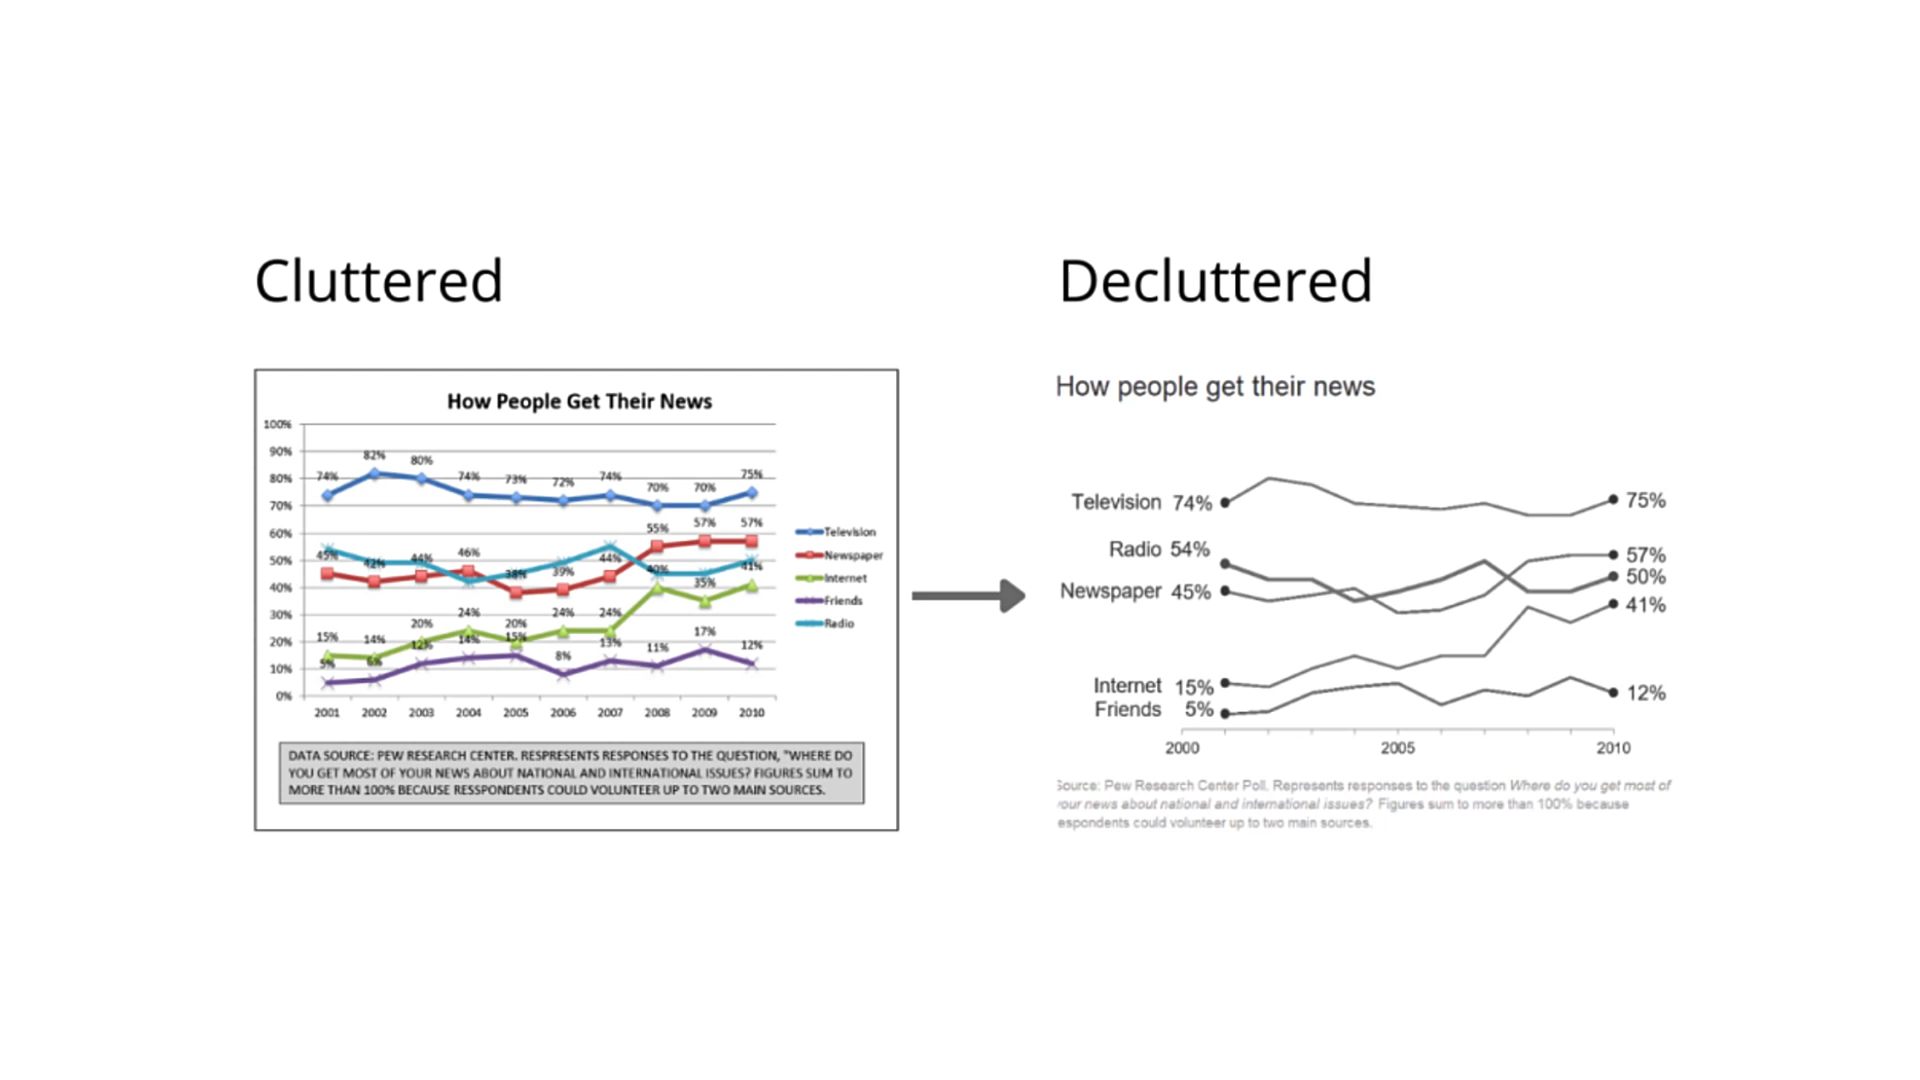 Cluttered
How People Get Their News
100%
90%
80%
70%
60%
50%
40%
30%
20%
10%
0%
74% 82% 80% 74% 73% 72% 74% 70% 70% 75%
45% 42% 44% 46% 38% 39% 44% 55% 57% 57%
15% 14% 20% 24% 20% 24% 24% 40% 35% 41%
5% 6% 12% 14% 15% 8% 13% 11% 17% 12%
2001 2002 2003 2004 2005 2006 2007 2008 2009 2010
Television
Newspaper
Internet
Friends
Radio
DATA SOURCE: PEW RESEARCH CENTER. RESPRESENTS RESPONSES TO THE QUESTION, "WHERE DO
YOU GET MOST OF YOUR NEWS ABOUT NATIONAL AND INTERNATIONAL ISSUES? FIGURES SUM TO
MORE THAN 100% BECAUSE RESSPONDENTS COULD VOLUNTEER UP TO TWO MAIN SOURCES.
Decluttered
How people get their news
Television 74% 75%
Radio 54%
57%
50%
Newspaper 45%
41%
Internet 15%
Friends 5%
12%
2000 2005 2010
Source: Pew Research Center Poll. Represents responses to the question Where do you get most of
your news about national and international issues? Figures sum to more than 100% because
espondents could volunteer up to two main sources.